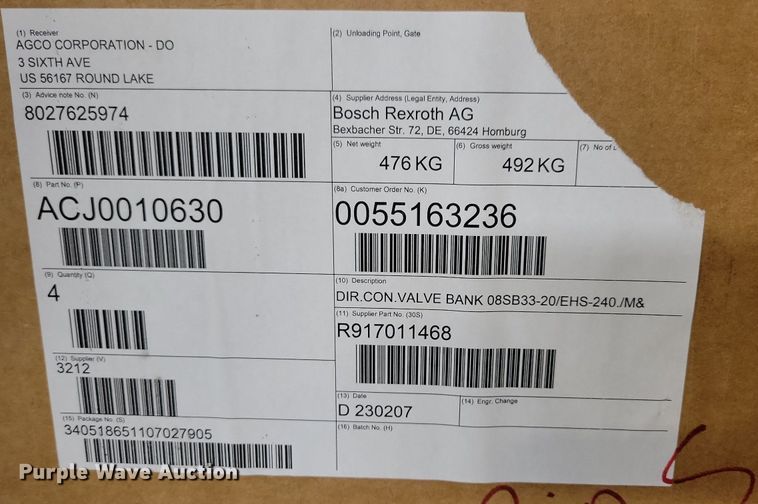 (1) Receiver
AGCO CORPORATION - DO
3 SIXTH AVE
US 56167 ROUND LAKE
(2) Unloading Point, Gate
(3) Advice note No. (N)
8027625974
(4) Supplier Address (Legal Entity, Address)
Bosch Rexroth AG
Bexbacher Str. 72, DE, 66424 Homburg
(5) Net weight
476 KG
(6) Gross weight
492 KG
(7) No of
(8) Part No. (P)
ACJ0010630
(8a) Customer Order No. (K)
0055163236
(9) Quantity (Q)
4
(10) Description
DIR.CON.VALVE BANK 08SB33-20/EHS-240./M&
(11) Supplier Part No. (30S)
R917011468
(12) Supplier (V)
3212
(13) Date
D 230207
(14) Engr. Change
(15) Package No. (S)
340518651107027905
(16) Batch No. (H)
Purple Wave Auction